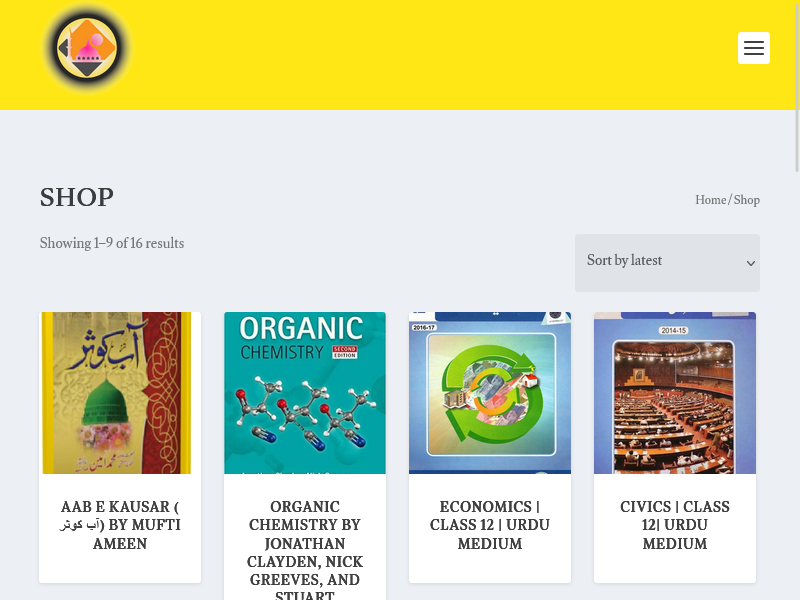 SHOP
Home / Shop
Showing 1–9 of 16 results
Sort by latest
آب کوثر
ORGANIC
CHEMISTRY SECOND
EDITION
2016-17
2014-15
AAB E KAUSAR (
آب کوثر) BY MUFTI
AMEEN
ORGANIC
CHEMISTRY BY
JONATHAN
CLAYDEN, NICK
GREEVES, AND
STUART
ECONOMICS |
CLASS 12 | URDU
MEDIUM
CIVICS | CLASS
12| URDU
MEDIUM